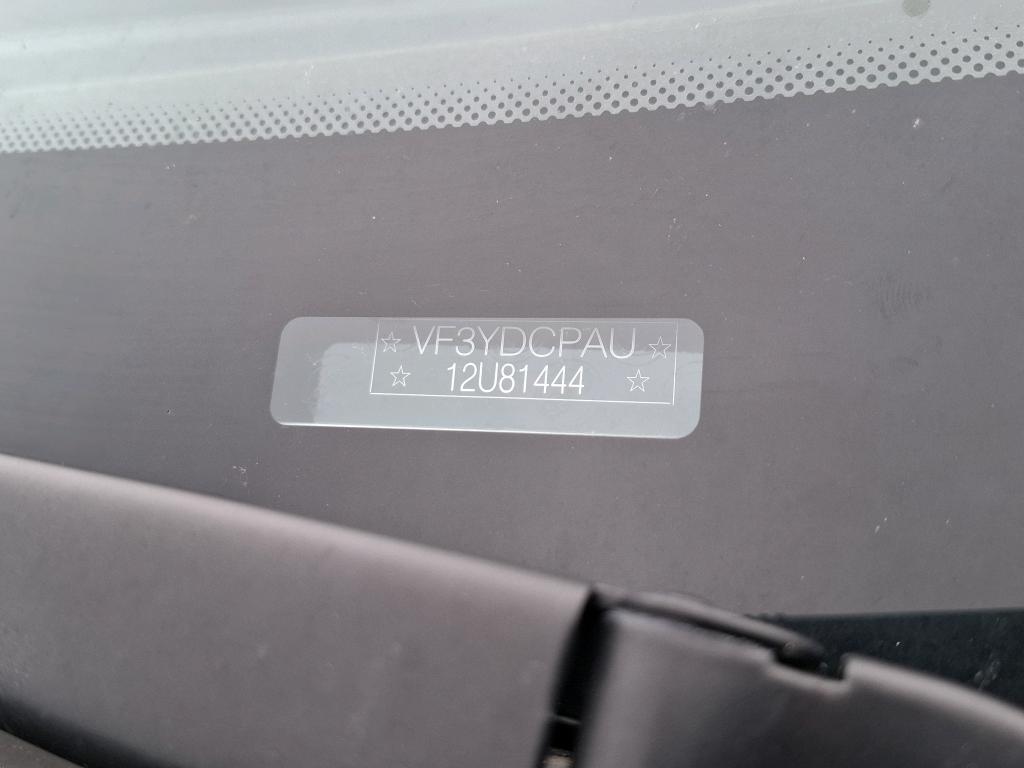 ☆ VF3YDCPAU ☆
☆ 12U81444 ☆